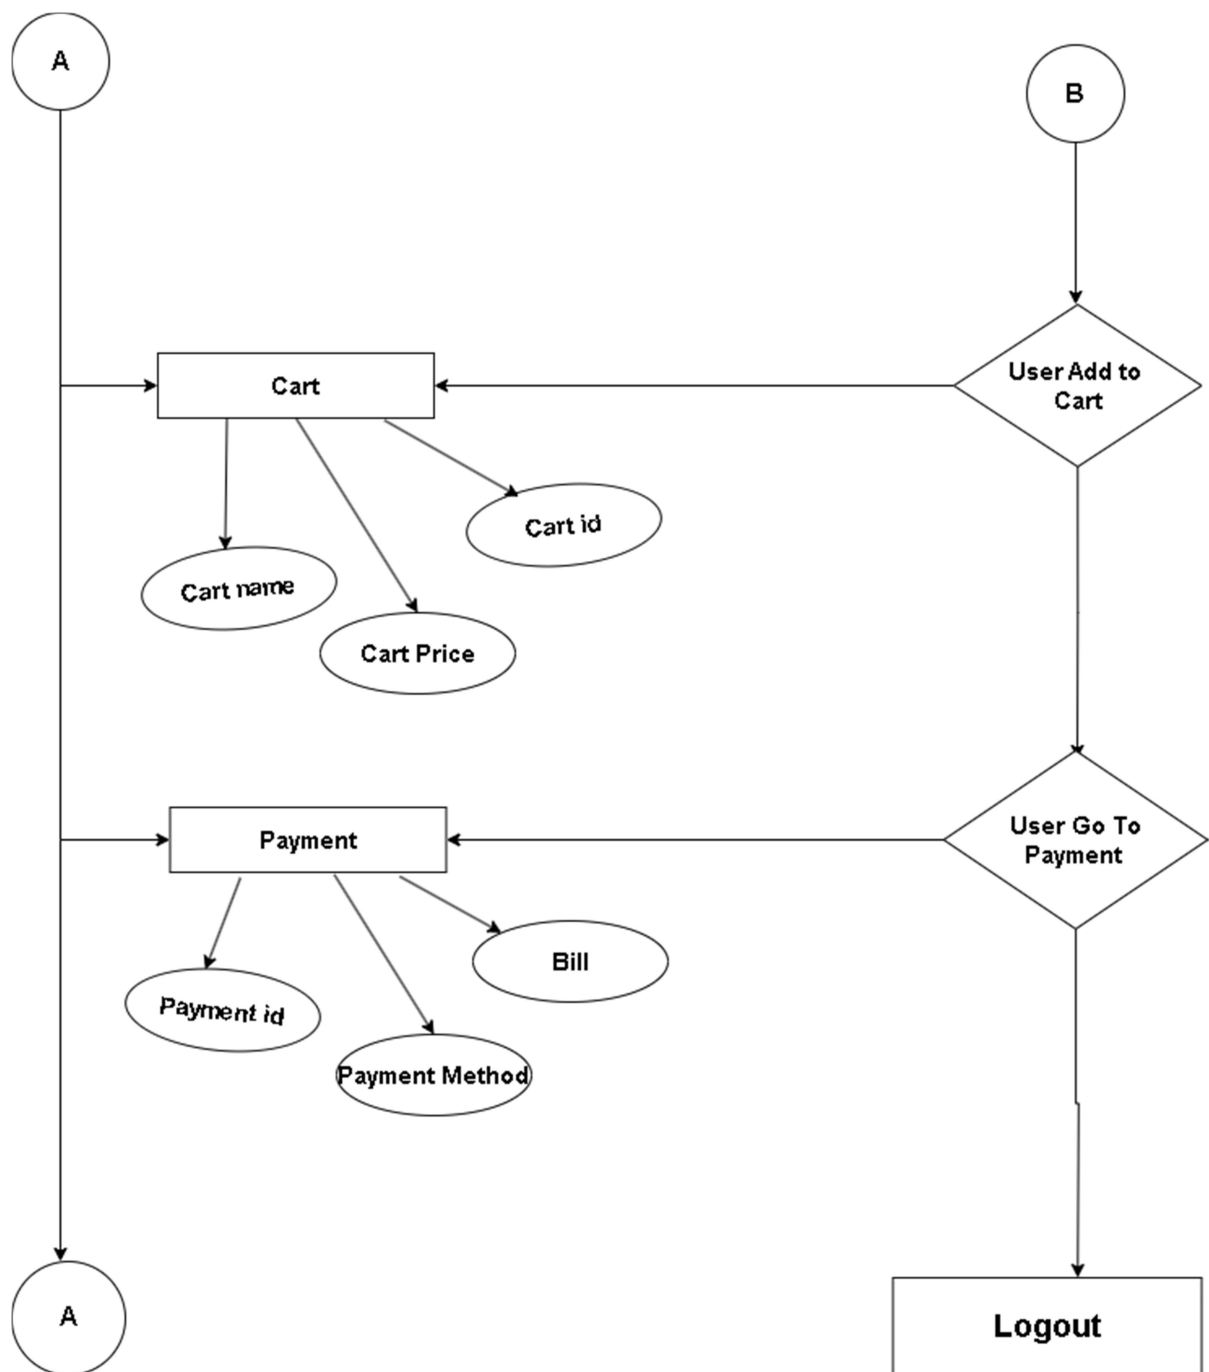 A
B
User Add to
Cart
Cart
Cart id
Cart name
Cart Price
User Go To
Payment
Payment
Bill
Payment id
Payment Method
A
Logout